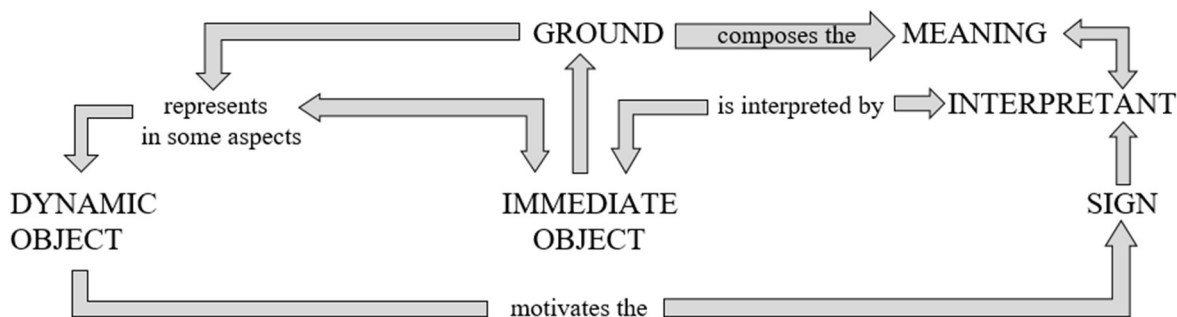 GROUND composes the MEANING
represents
in some aspects
is interpreted by INTERPRETANT
DYNAMIC
OBJECT
IMMEDIATE
OBJECT
SIGN
motivates the